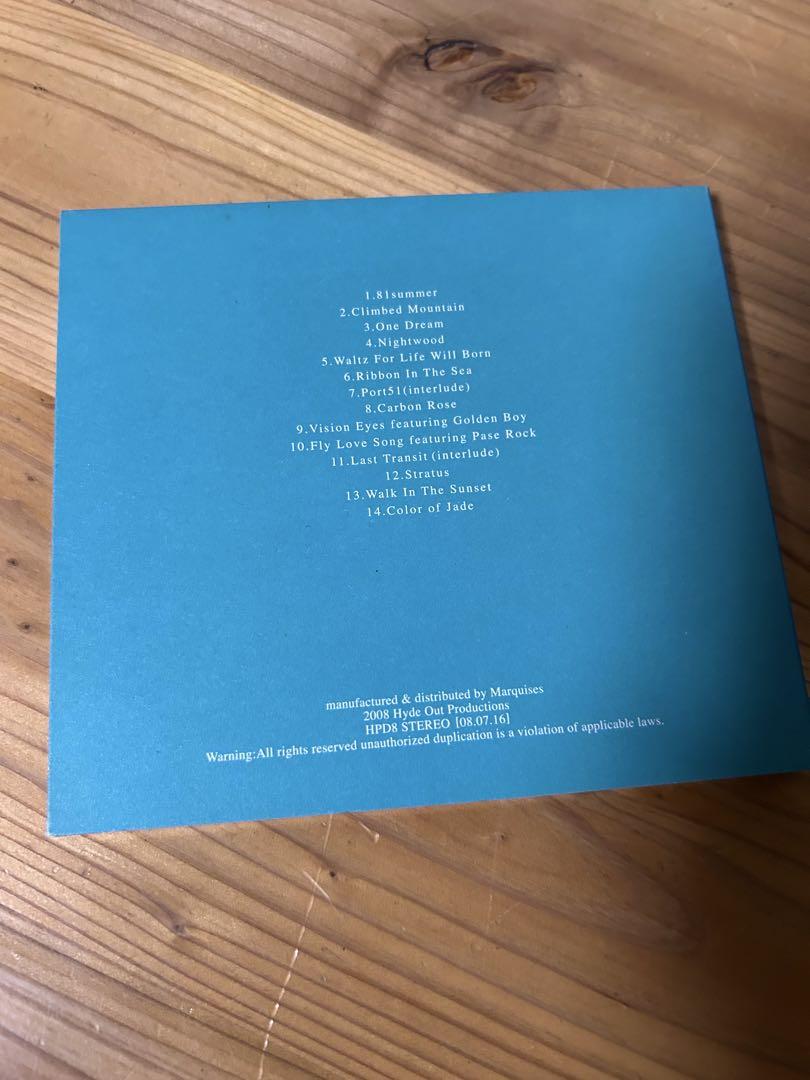 1.81summer
2.Climbed Mountain
3.One Dream
4.Nightwood
5.Waltz For Life Will Born
6.Ribbon In The Sea
7.Port51(interlude)
8.Carbon Rose
9.Vision Eyes featuring Golden Boy
10.Fly Love Song featuring Pase Rock
11.Last Transit(interlude)
12.Stratus
13.Walk In The Sunset
14.Color of Jade
manufactured & distributed by Marquises
2008 Hyde Out Productions
HPD8 STEREO [08.07.16]
Warning:All rights reserved unauthorized duplication is a violation of applicable laws.